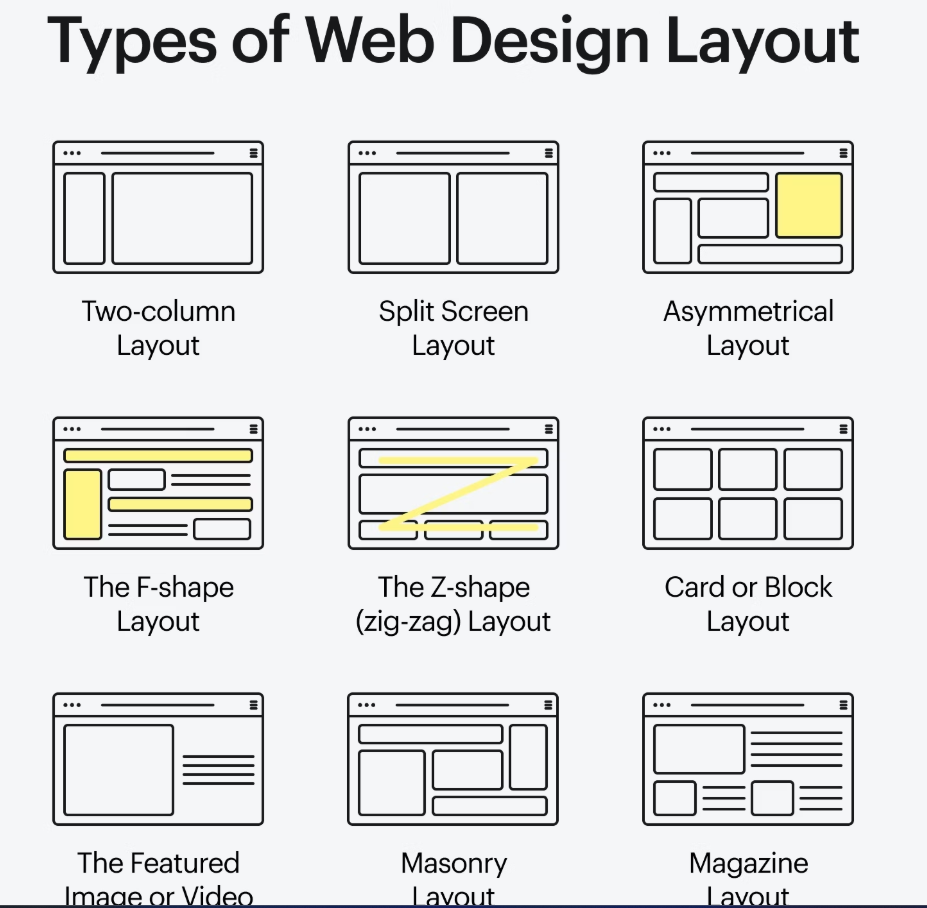 Types of Web Design Layout
Two-column
Layout
Split Screen
Layout
Asymmetrical
Layout
The F-shape
Layout
The Z-shape
(zig-zag) Layout
Card or Block
Layout
The Featured
Image or Video
Masonry
Layout
Magazine
Layout